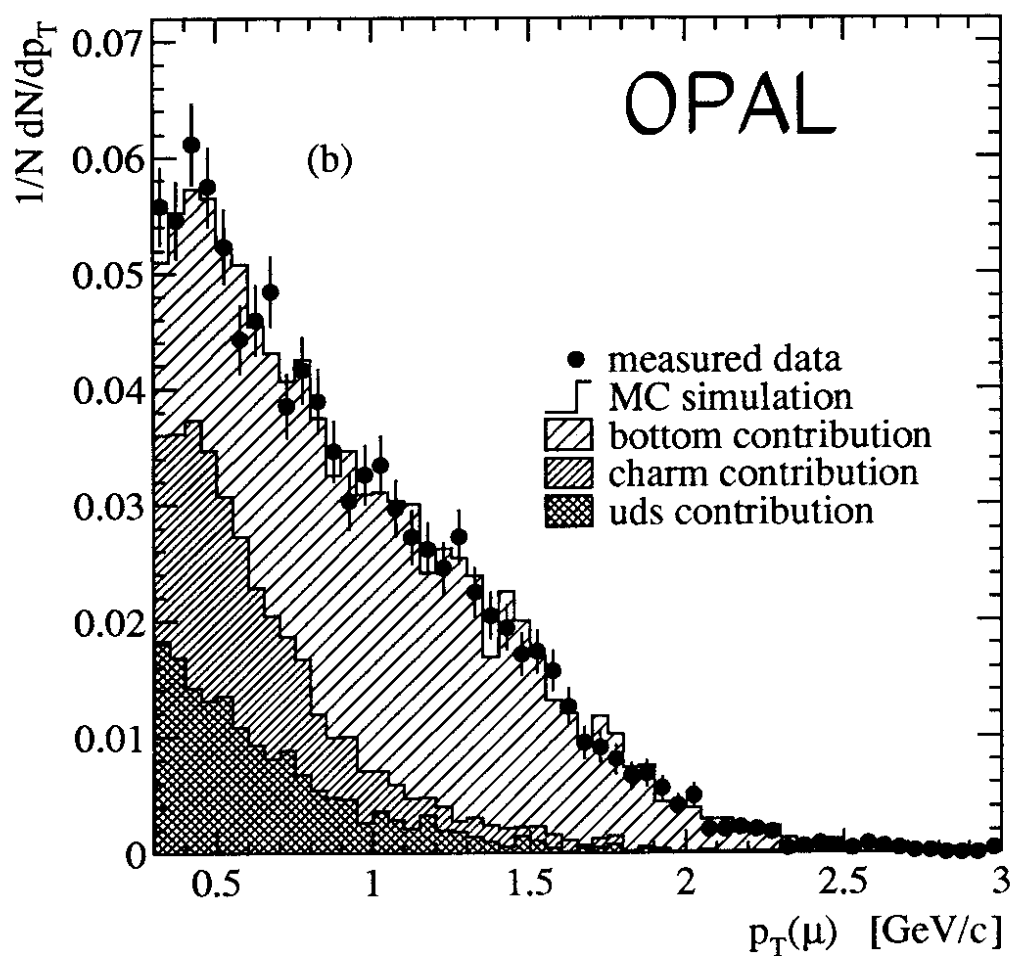 1/N dN/dp_T
0.07
0.06
0.05
0.04
0.03
0.02
0.01
0
OPAL
(b)
measured data
MC simulation
bottom contribution
charm contribution
uds contribution
0.5
1
1.5
2
2.5
3
p_T(μ) [GeV/c]